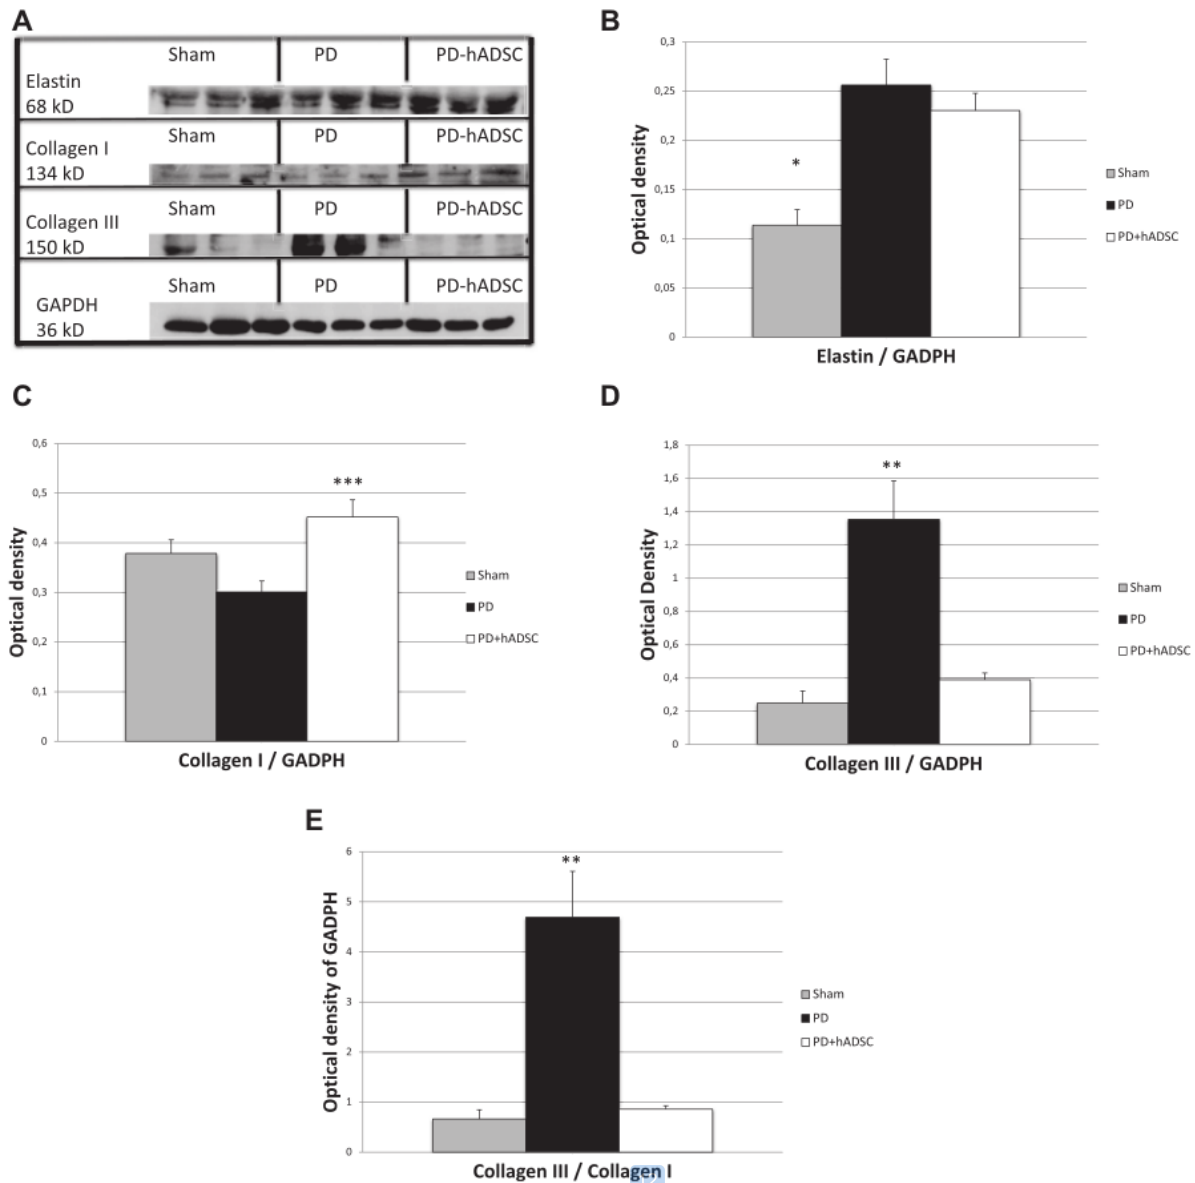 A
Sham PD PD-hADSC
Elastin
68 kD
Sham PD PD-hADSC
Collagen I
134 kD
Sham PD PD-hADSC
Collagen III
150 kD
Sham PD PD-hADSC
GAPDH
36 kD
B
0,3
0,25
0,2
0,15
0,1
0,05
0
Optical density
*
Sham
PD
PD+hADSC
Elastin / GADPH
C
0,6
0,5
0,4
0,3
0,2
0,1
0
Optical density
***
Sham
PD
PD+hADSC
Collagen I / GADPH
D
1,8
1,6
1,4
1,2
1
0,8
0,6
0,4
0,2
0
Optical Density
**
Sham
PD
PD+hADSC
Collagen III / GADPH
E
6
5
4
3
2
1
0
Optical density of GADPH
**
Sham
PD
PD+hADSC
Collagen III / Collagen I